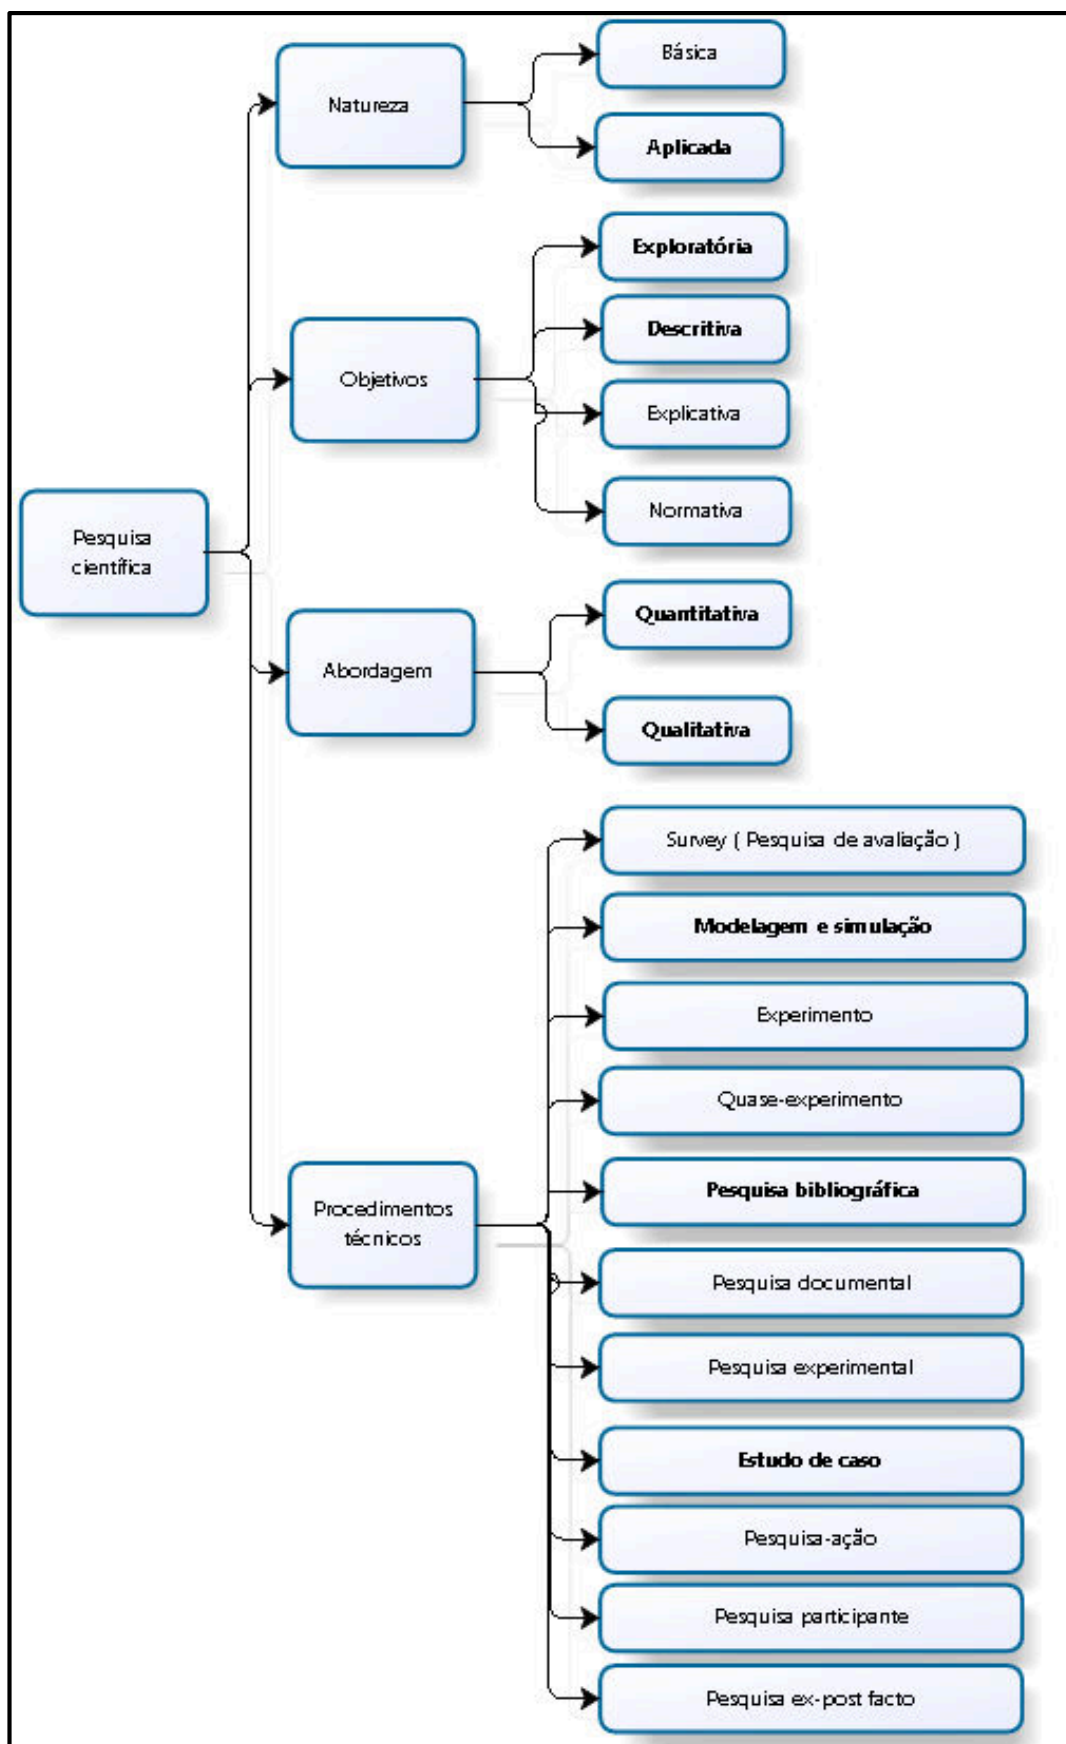 Pesquisa
científica
Natureza
Básica
Aplicada
Objetivos
Exploratória
Descritiva
Explicativa
Normativa
Abordagem
Quantitativa
Qualitativa
Procedimentos
técnicos
Survey ( Pesquisa de avaliação )
Modelagem e simulação
Experimento
Quase-experimento
Pesquisa bibliográfica
Pesquisa documental
Pesquisa experimental
Estudo de caso
Pesquisa-ação
Pesquisa participante
Pesquisa ex-post facto